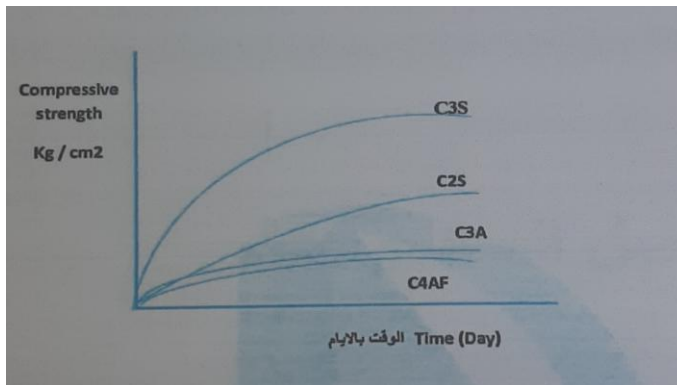 Compressive
strength
Kg / cm2
C3S
C2S
C3A
C4AF
الوقت بالايام Time (Day)